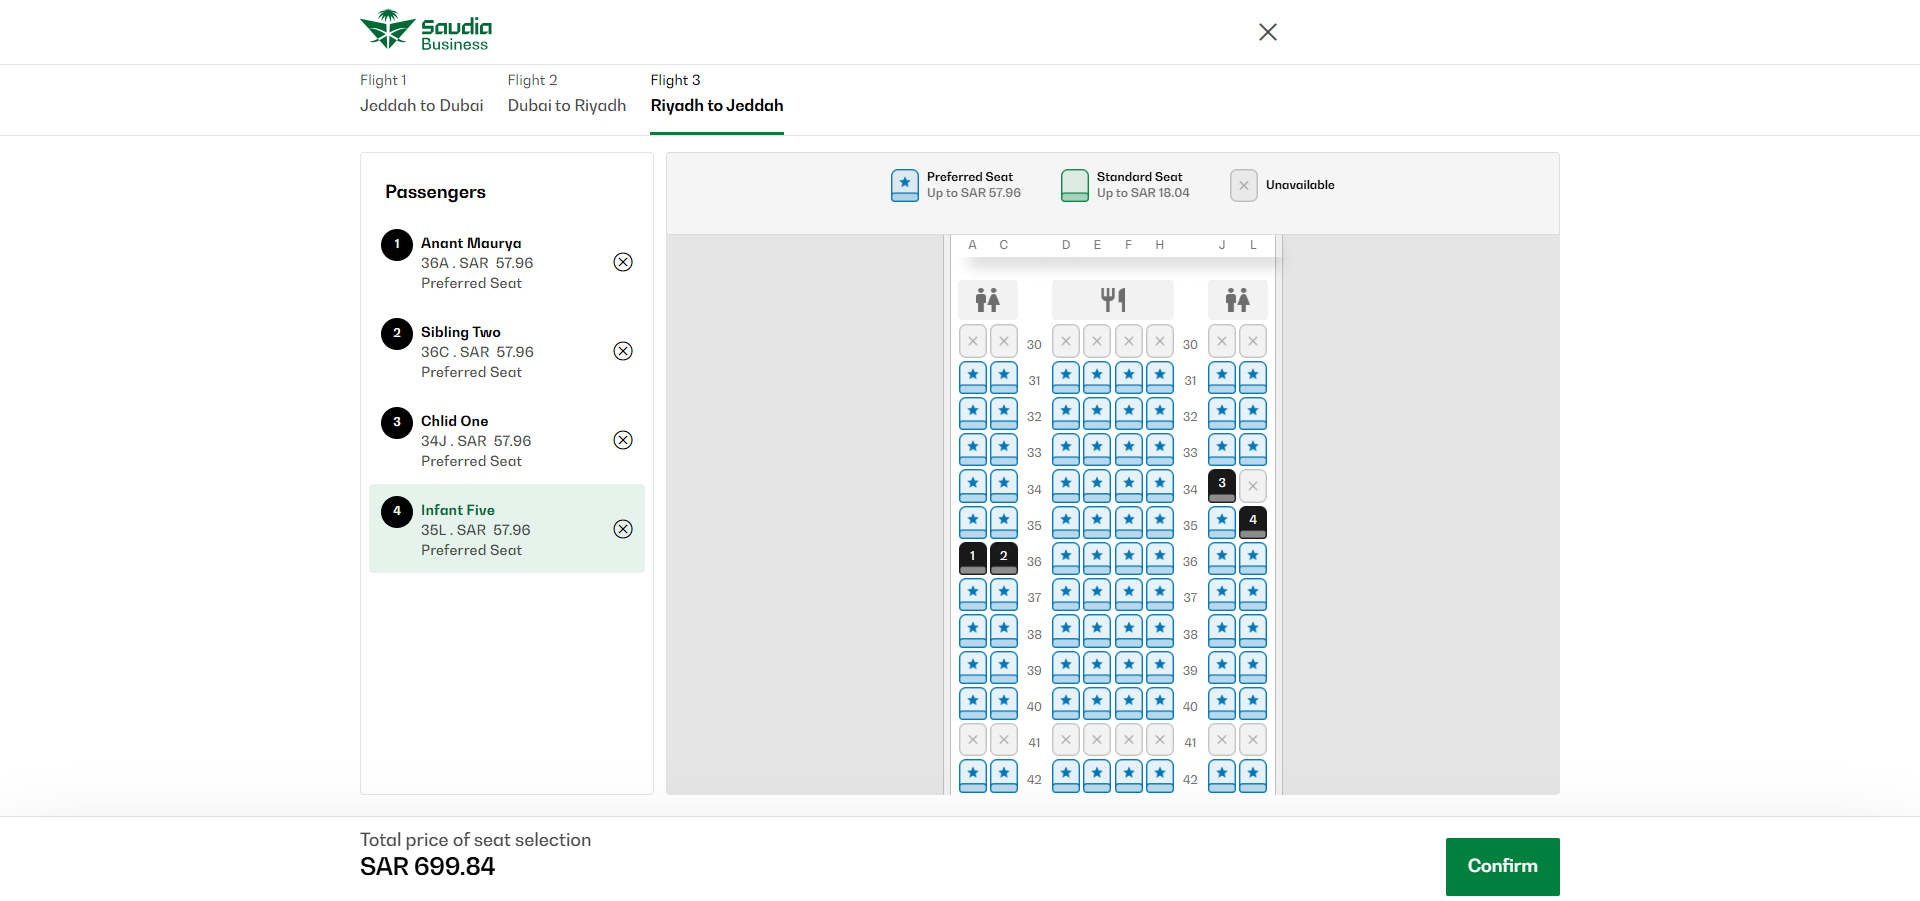 Saudia
Business
Flight 1
Jeddah to Dubai
Flight 2
Dubai to Riyadh
Flight 3
Riyadh to Jeddah
Passengers
1
Anant Maurya
36A . SAR 57.96
Preferred Seat
2
Sibling Two
36C . SAR 57.96
Preferred Seat
3
Chlid One
34J . SAR 57.96
Preferred Seat
4
Infant Five
35L . SAR 57.96
Preferred Seat
Preferred Seat
Up to SAR 57.96
Standard Seat
Up to SAR 18.04
Unavailable
A C D E F H J L
30 30
31 31
32 32
33 33
34 34 3
35 35 4
1 2 36 36
37 37
38 38
39 39
40 40
41 41
42 42
Total price of seat selection
SAR 699.84
Confirm